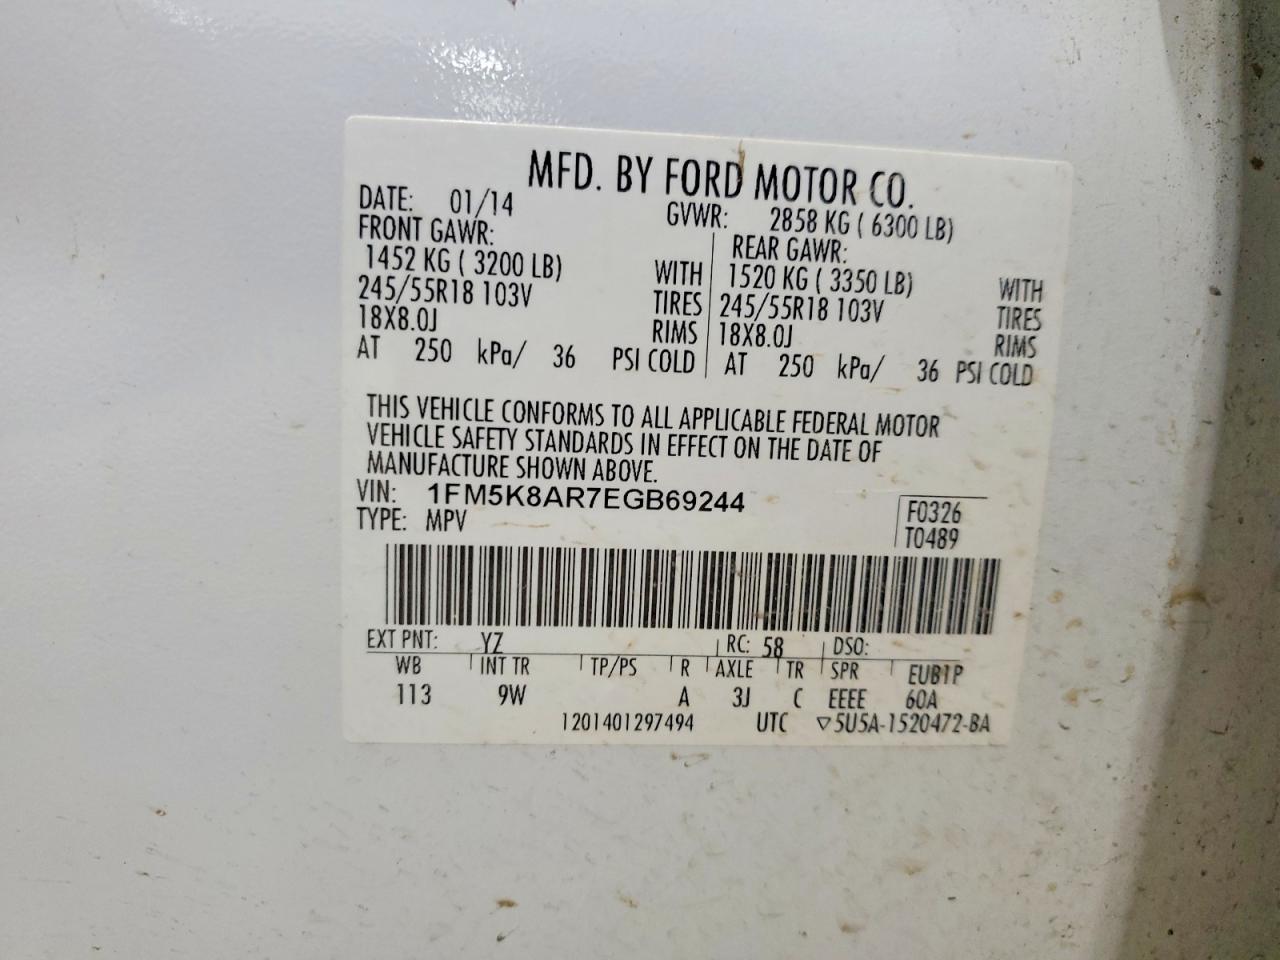 MFD. BY FORD MOTOR CO.
DATE: 01/14 GVWR: 2858 KG ( 6300 LB)
FRONT GAWR: REAR GAWR:
1452 KG ( 3200 LB) WITH 1520 KG ( 3350 LB) WITH
245/55R18 103V TIRES 245/55R18 103V TIRES
18X8.0J RIMS 18X8.0J RIMS
AT 250 kPa/ 36 PSI COLD AT 250 kPa/ 36 PSI COLD
THIS VEHICLE CONFORMS TO ALL APPLICABLE FEDERAL MOTOR
VEHICLE SAFETY STANDARDS IN EFFECT ON THE DATE OF
MANUFACTURE SHOWN ABOVE.
VIN: 1FM5K8AR7EGB69244 F0326
TYPE: MPV T0489
EXT PNT: YZ RC: 58 DSO:
WB INT TR TP/PS R AXLE TR SPR EUB1P
113 9W A 3J C EEEE 60A
1201401297494 UTC ▽5U5A-1520472-BA